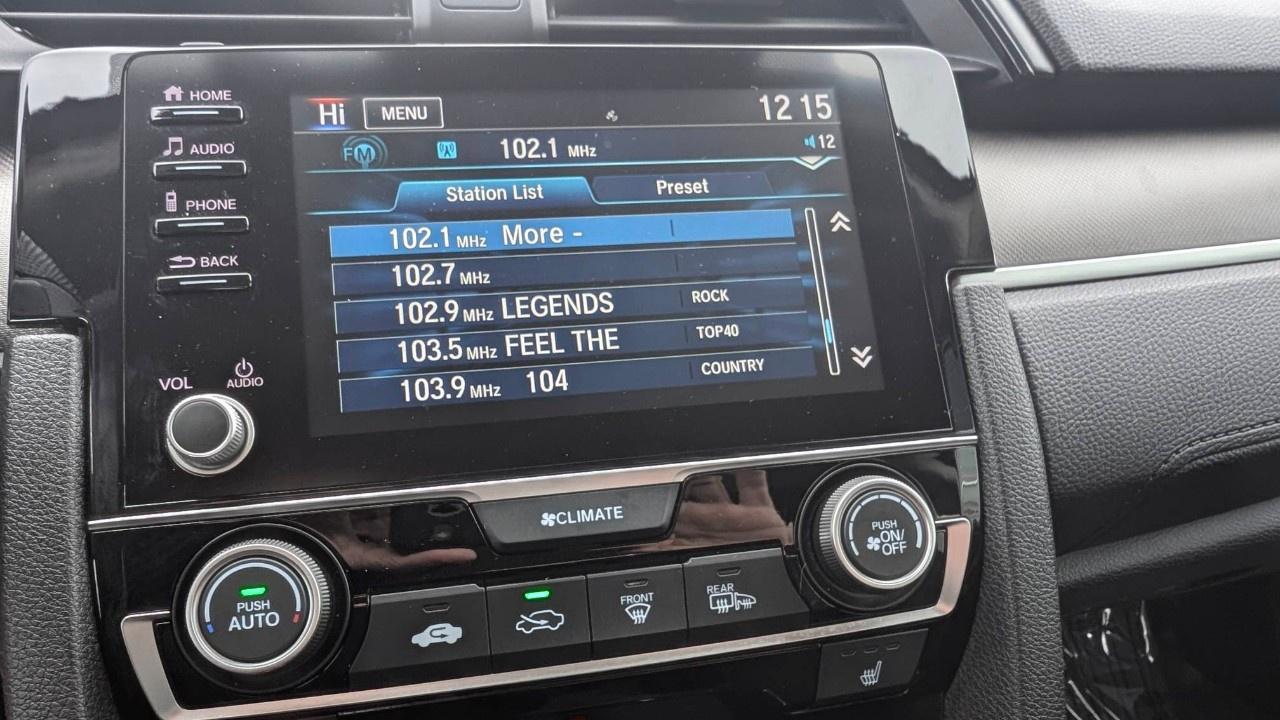 HOME
AUDIO
PHONE
BACK
VOL
AUDIO
Hi MENU 12 15
FM 102.1 MHz 12
Station List Preset
102.1 MHz More -
102.7 MHz
102.9 MHz LEGENDS ROCK
103.5 MHz FEEL THE TOP40
103.9 MHz 104 COUNTRY
CLIMATE
PUSH
AUTO
FRONT
REAR
PUSH
ON/
OFF